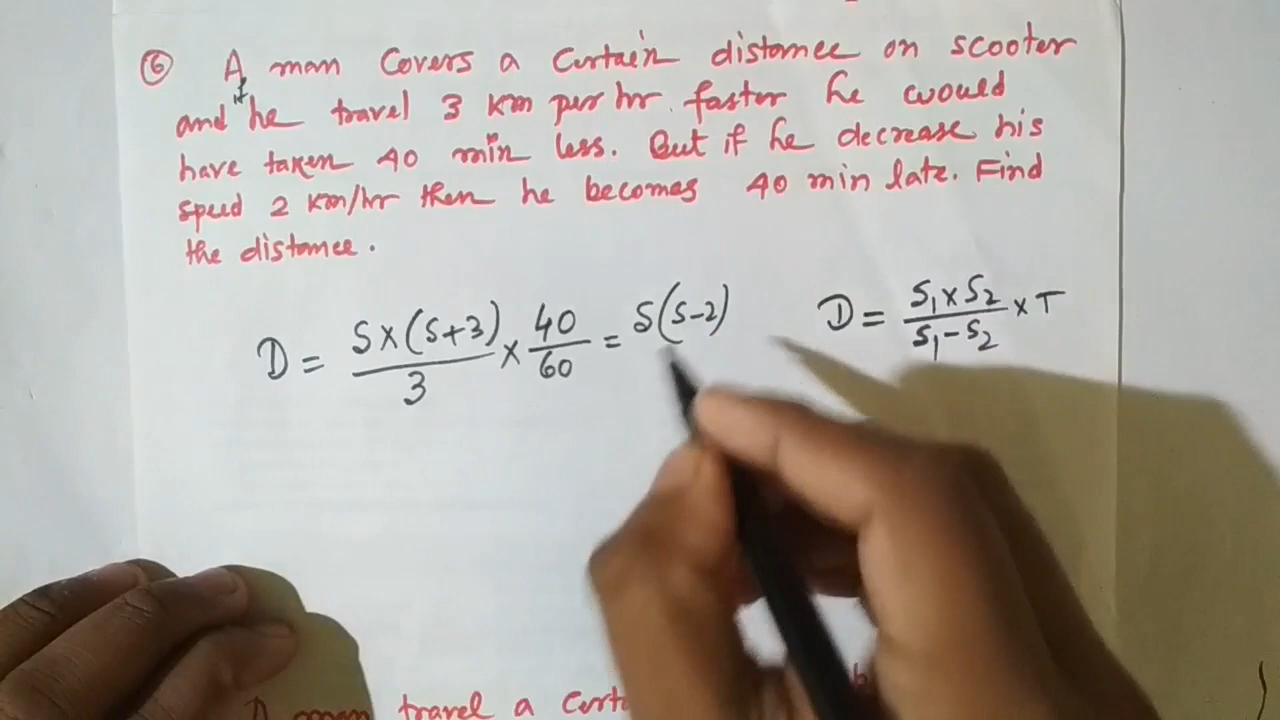 ⑥ A man Covers a Certain distance on scooter
and if he travel 3 km per hr. faster he would
have taken 40 min less. But if he decrease his
speed 2 km/hr then he becomes 40 min late. Find
the distance.
D = S×(S+3)/3 × 40/60 = S(S-2)
D = S₁×S₂/S₁-S₂ × T
man travel a